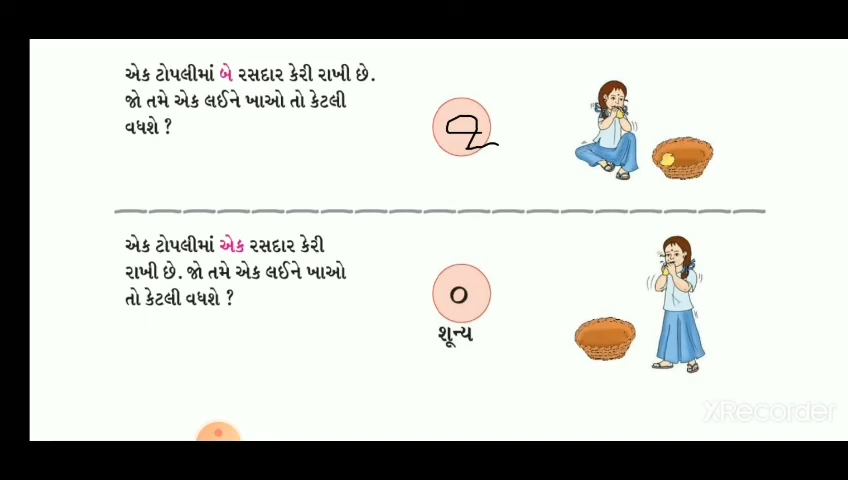 એક ટોપલીમાં બે રસદાર કેરી રાખી છે.
જો તમે એક લઈને ખાઓ તો કેટલી
વધશે ?
૧
એક ટોપલીમાં એક રસદાર કેરી
રાખી છે. જો તમે એક લઈને ખાઓ
તો કેટલી વધશે ?
૦
શૂન્ય
XRecorder